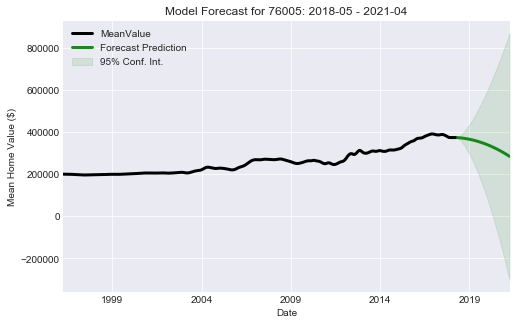 Model Forecast for 76005: 2018-05 - 2021-04
MeanValue
Forecast Prediction
95% Conf. Int.
800000
600000
400000
200000
0
−200000
Mean Home Value ($)
1999
2004
2009
2014
2019
Date